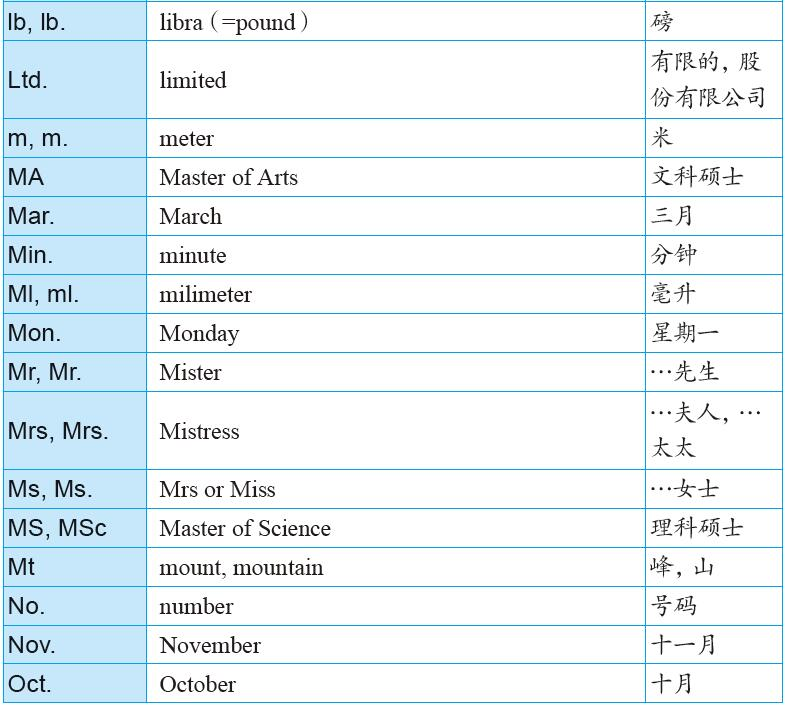 lb, lb. libra（=pound） 磅
Ltd. limited 有限的，股
份有限公司
m, m. meter 米
MA Master of Arts 文科硕士
Mar. March 三月
Min. minute 分钟
Ml, ml. milimeter 毫升
Mon. Monday 星期一
Mr, Mr. Mister …先生
Mrs, Mrs. Mistress …夫人，…
太太
Ms, Ms. Mrs or Miss …女士
MS, MSc Master of Science 理科硕士
Mt mount, mountain 峰，山
No. number 号码
Nov. November 十一月
Oct. October 十月